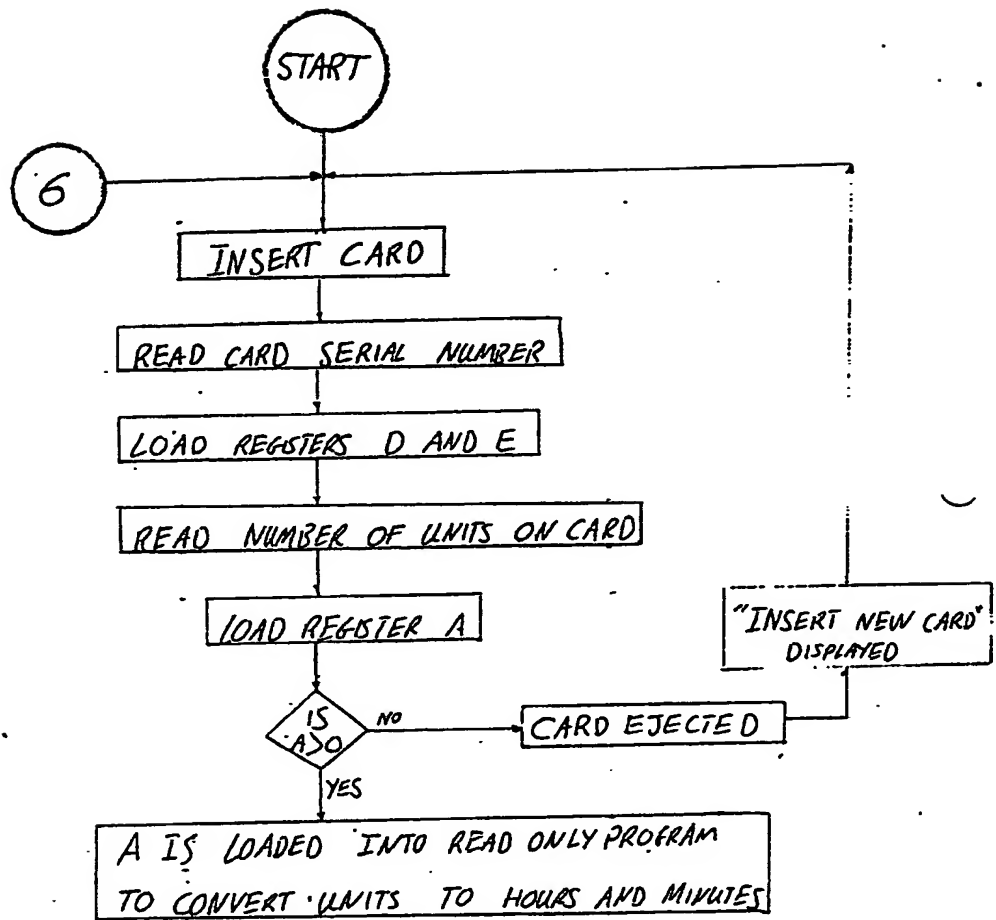 START
6
INSERT CARD
READ CARD SERIAL NUMBER
LOAD REGISTERS D AND E
READ NUMBER OF UNITS ON CARD
LOAD REGISTER A
IS
A>0
NO
CARD EJECTED
"INSERT NEW CARD"
DISPLAYED
YES
A IS LOADED INTO READ ONLY PROGRAM
TO CONVERT UNITS TO HOURS AND MINUTES